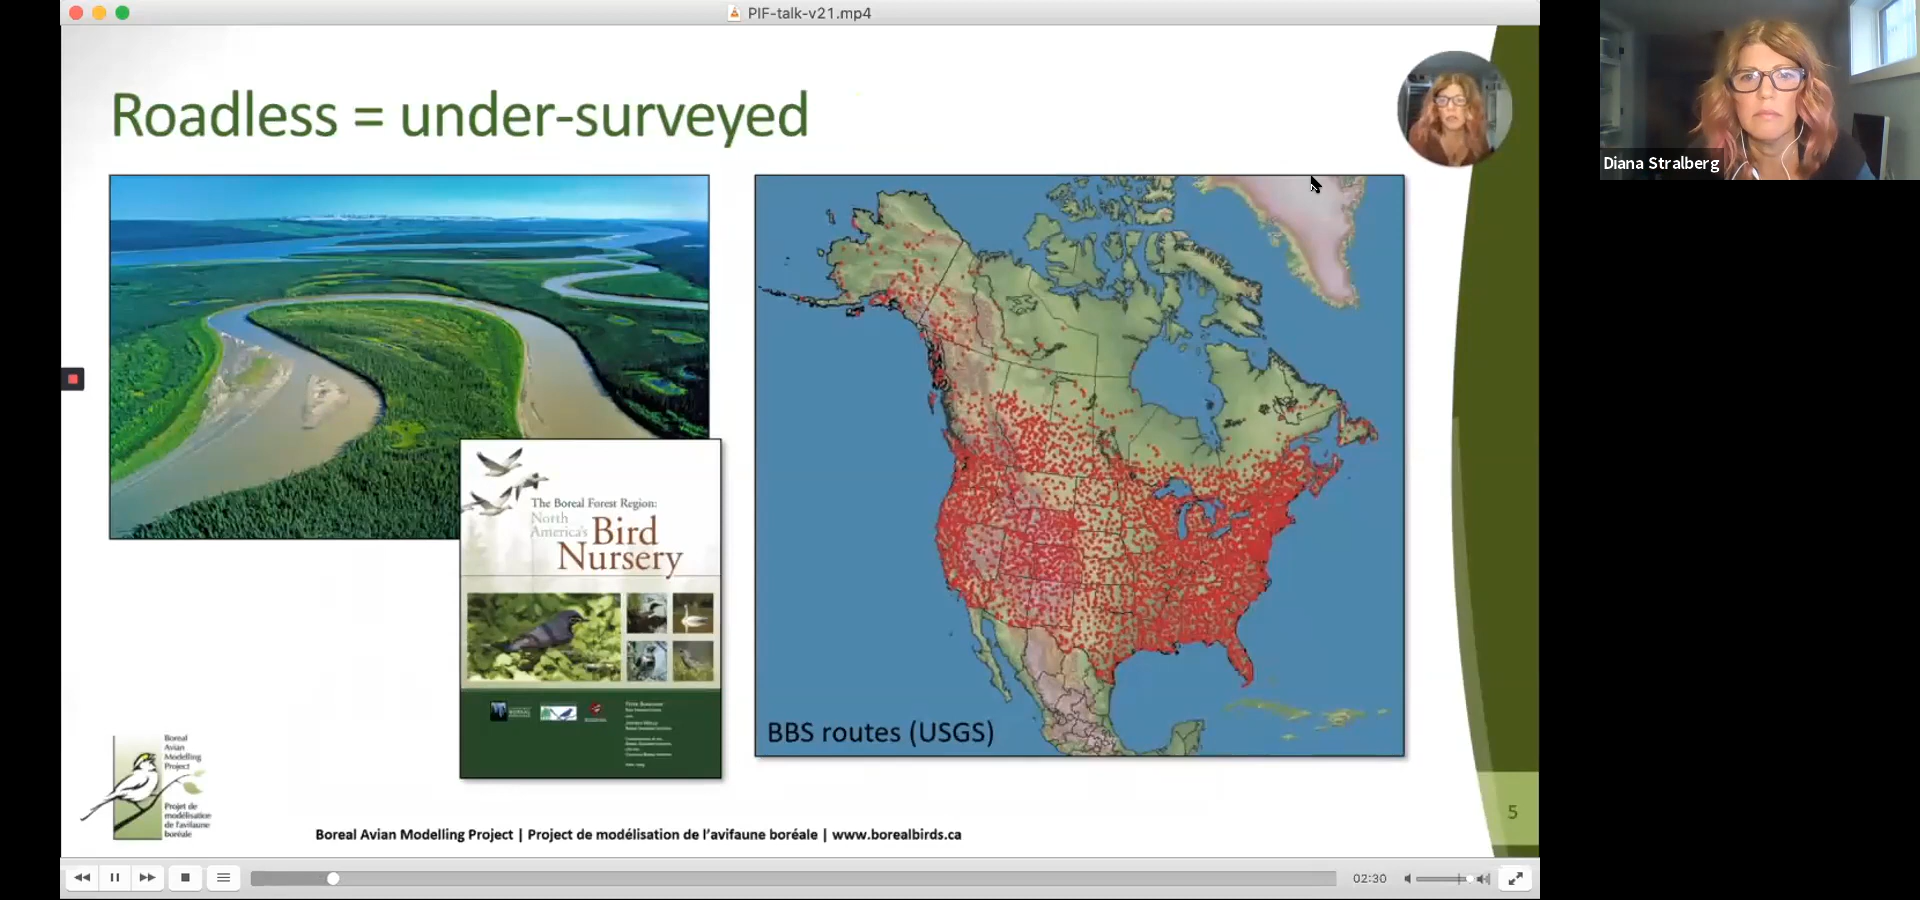 PIF-talk-v21.mp4
Roadless = under-surveyed
Diana Stralberg
The Boreal Forest Region:
North
America's Bird
Nursery
BBS routes (USGS)
Boreal
Avian
Modelling
Project
Projet de
modélisation
de l'avifaune
boréale
Boreal Avian Modelling Project | Project de modélisation de l'avifaune boréale | www.borealbirds.ca
5
02:30